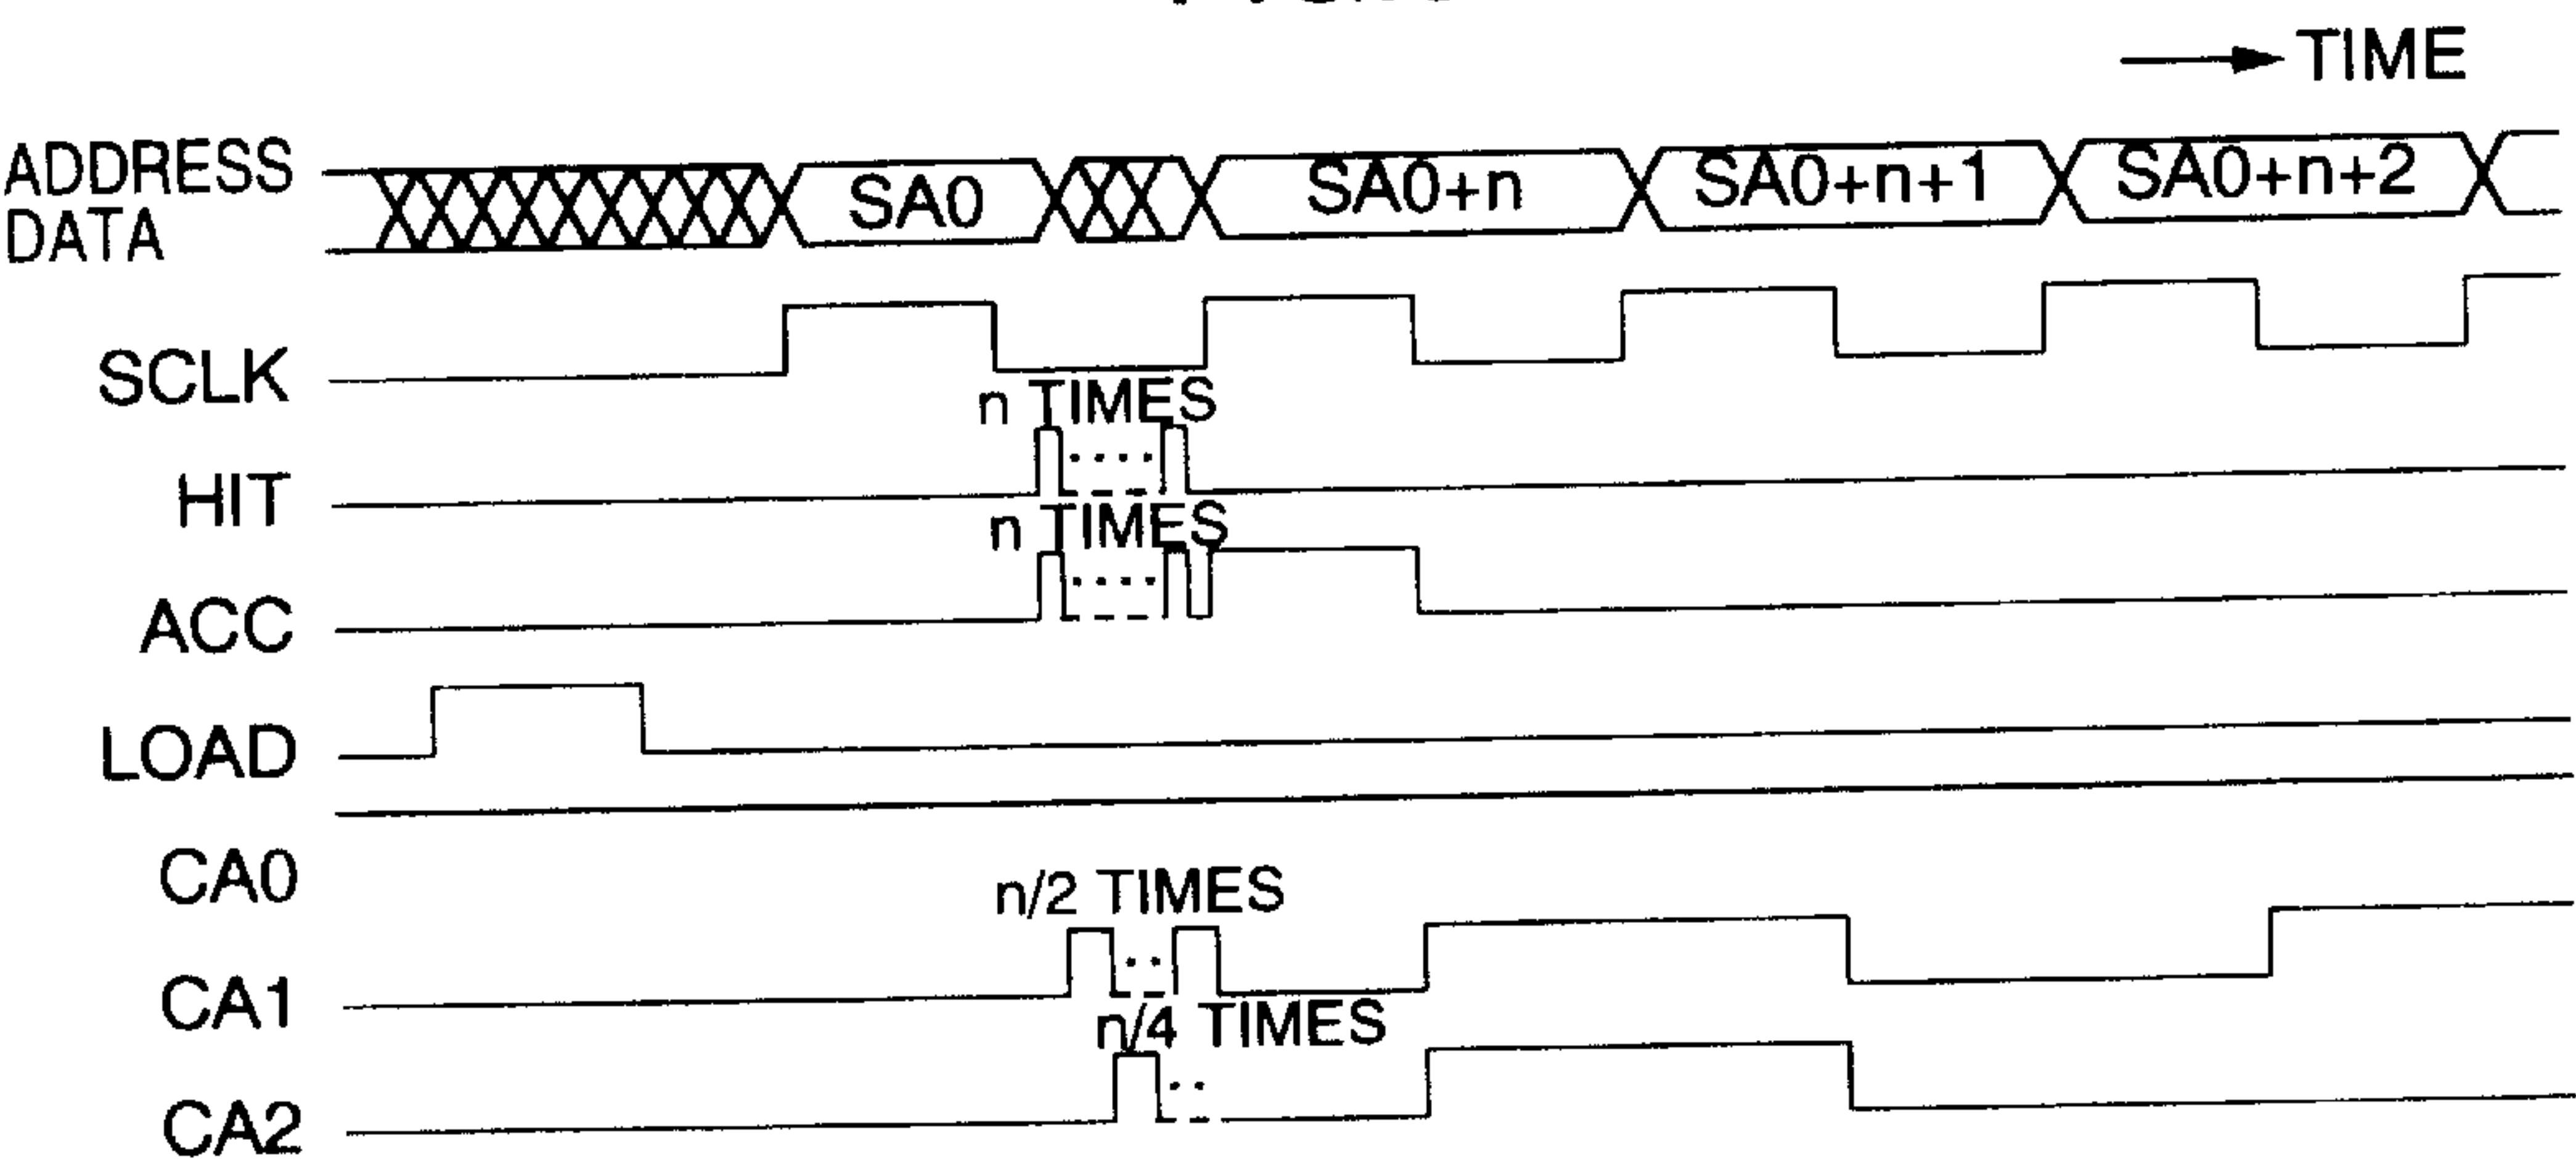 TIME
ADDRESS
DATA
SA0
SA0+n
SA0+n+1
SA0+n+2
SCLK
n TIMES
HIT
n TIMES
ACC
LOAD
CA0
n/2 TIMES
CA1
n/4 TIMES
CA2